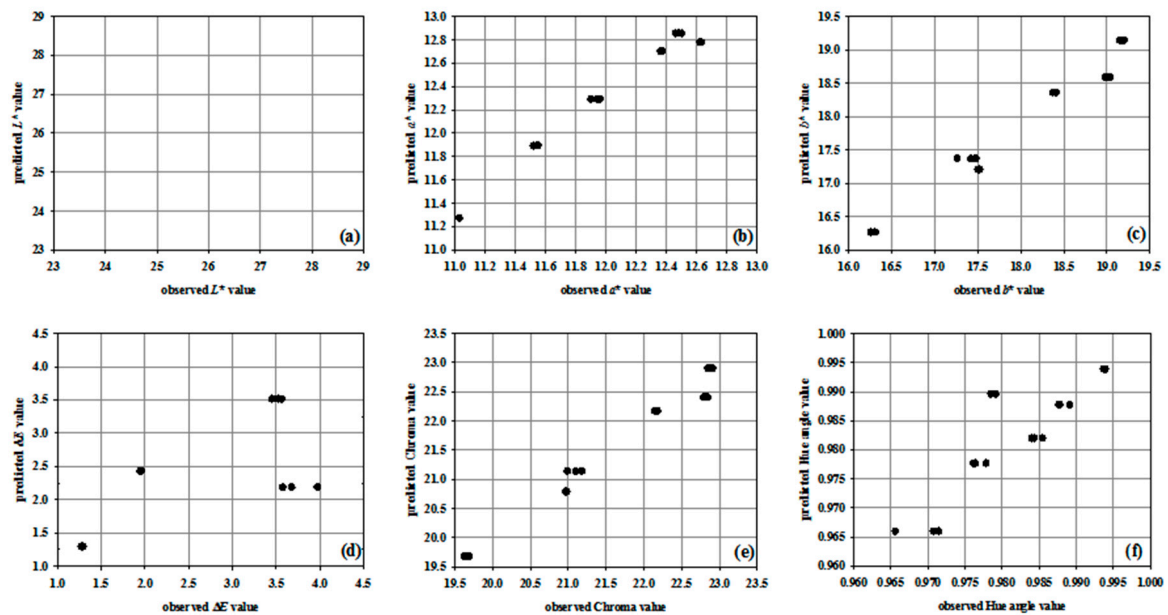 29
28
27
26
25
24
23
predicted L* value
23 24 25 26 27 28 29
observed L* value
(a)
13.0
12.8
12.6
12.4
12.2
12.0
11.8
11.6
11.4
11.2
11.0
predicted a* value
11.0 11.2 11.4 11.6 11.8 12.0 12.2 12.4 12.6 12.8 13.0
observed a* value
(b)
19.5
19.0
18.5
18.0
17.5
17.0
16.5
16.0
predicted b* value
16.0 16.5 17.0 17.5 18.0 18.5 19.0 19.5
observed b* value
(c)
4.5
4.0
3.5
3.0
2.5
2.0
1.5
1.0
predicted ΔE value
1.0 1.5 2.0 2.5 3.0 3.5 4.0 4.5
observed ΔE value
(d)
23.5
23.0
22.5
22.0
21.5
21.0
20.5
20.0
19.5
predicted Chroma value
19.5 20.0 20.5 21.0 21.5 22.0 22.5 23.0 23.5
observed Chroma value
(e)
1.000
0.995
0.990
0.985
0.980
0.975
0.970
0.965
0.960
predicted Hue angle value
0.960 0.965 0.970 0.975 0.980 0.985 0.990 0.995 1.000
observed Hue angle value
(f)